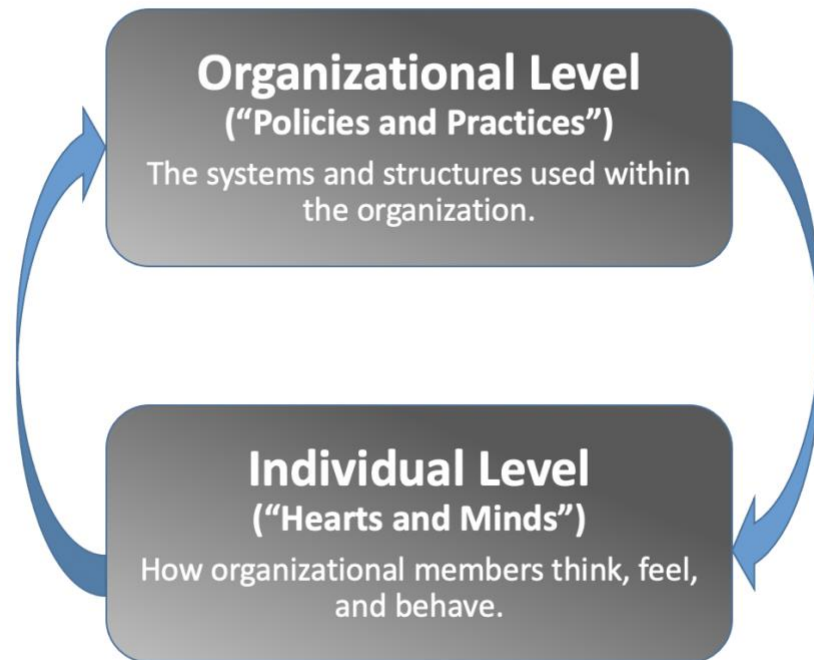 Organizational Level
(“Policies and Practices”)
The systems and structures used within
the organization.
Individual Level
(“Hearts and Minds”)
How organizational members think, feel,
and behave.